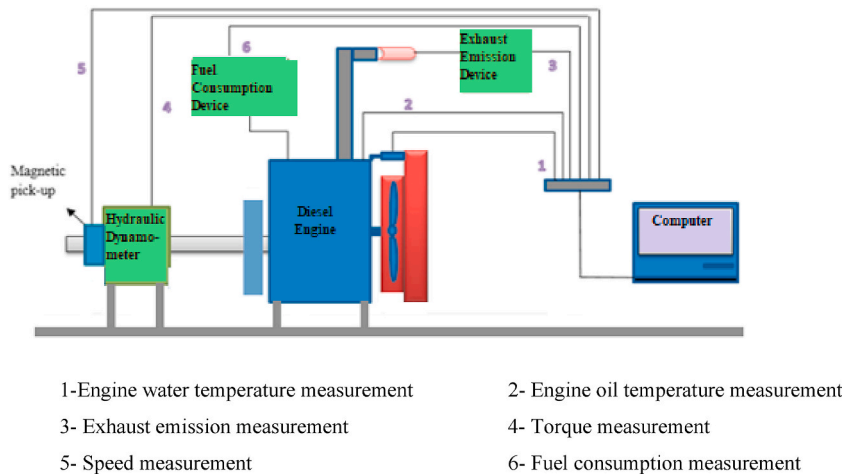 6
5
Fuel
Consumption
Device
Exhaust
Emission
Device
3
4
2
1
Magnetic
pick-up
Hydraulic
Dynamo-
meter
Diesel
Engine
Computer
1-Engine water temperature measurement
2- Engine oil temperature measurement
3- Exhaust emission measurement
4- Torque measurement
5- Speed measurement
6- Fuel consumption measurement